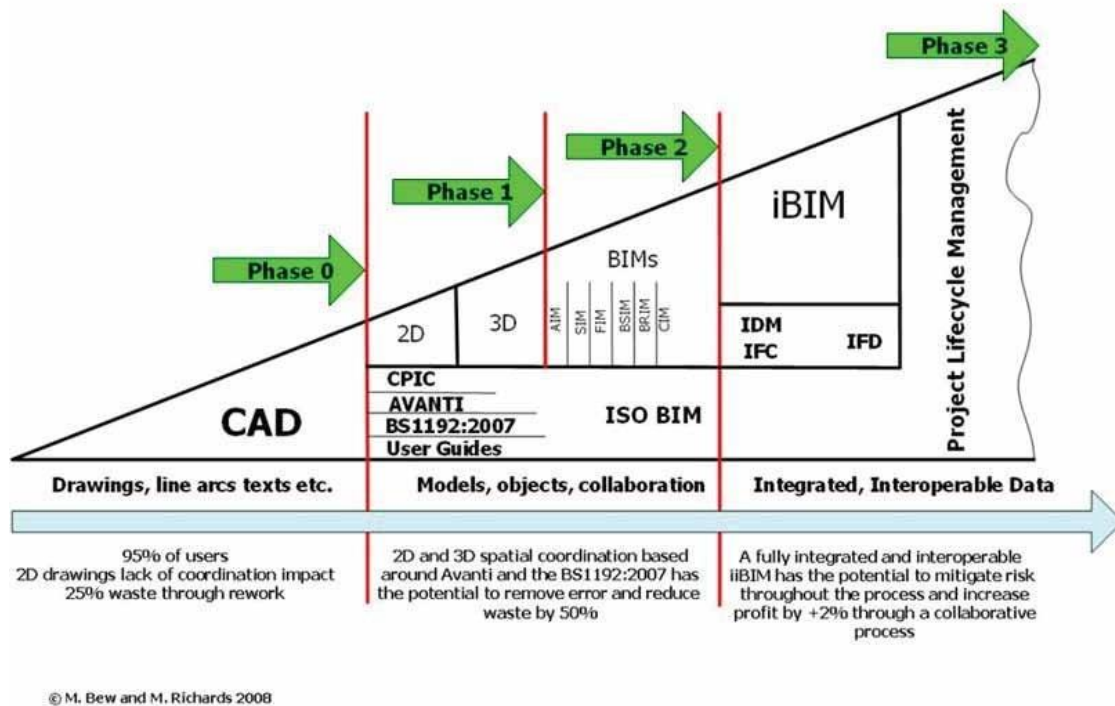 Phase 3
Phase 2
Phase 1
Phase 0
Project Lifecycle Management
iBIM
BIMs
2D
3D
AIM
SIM
FIM
BSIM
BRIM
CIM
IDM
IFC
IFD
CAD
CPIC
AVANTI
BS1192:2007
User Guides
ISO BIM
Drawings, line arcs texts etc.
Models, objects, collaboration
Integrated, Interoperable Data
95% of users
2D drawings lack of coordination impact
25% waste through rework
2D and 3D spatial coordination based
around Avanti and the BS1192:2007 has
the potential to remove error and reduce
waste by 50%
A fully integrated and interoperable
iiBIM has the potential to mitigate risk
throughout the process and increase
profit by +2% through a collaborative
process
© M. Bew and M. Richards 2008